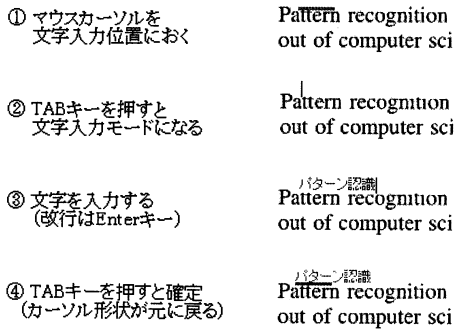 ① マウスカーソルを
文字入力位置におく
Pattern recognition
out of computer sci
② TABキーを押すと
文字入力モードになる
Pattern recognition
out of computer sci
③ 文字を入力する
(改行はEnterキー)
パターン認識
Pattern recognition
out of computer sci
④ TABキーを押すと確定
(カーソル形状が元に戻る)
パターン認識
Pattern recognition
out of computer sci